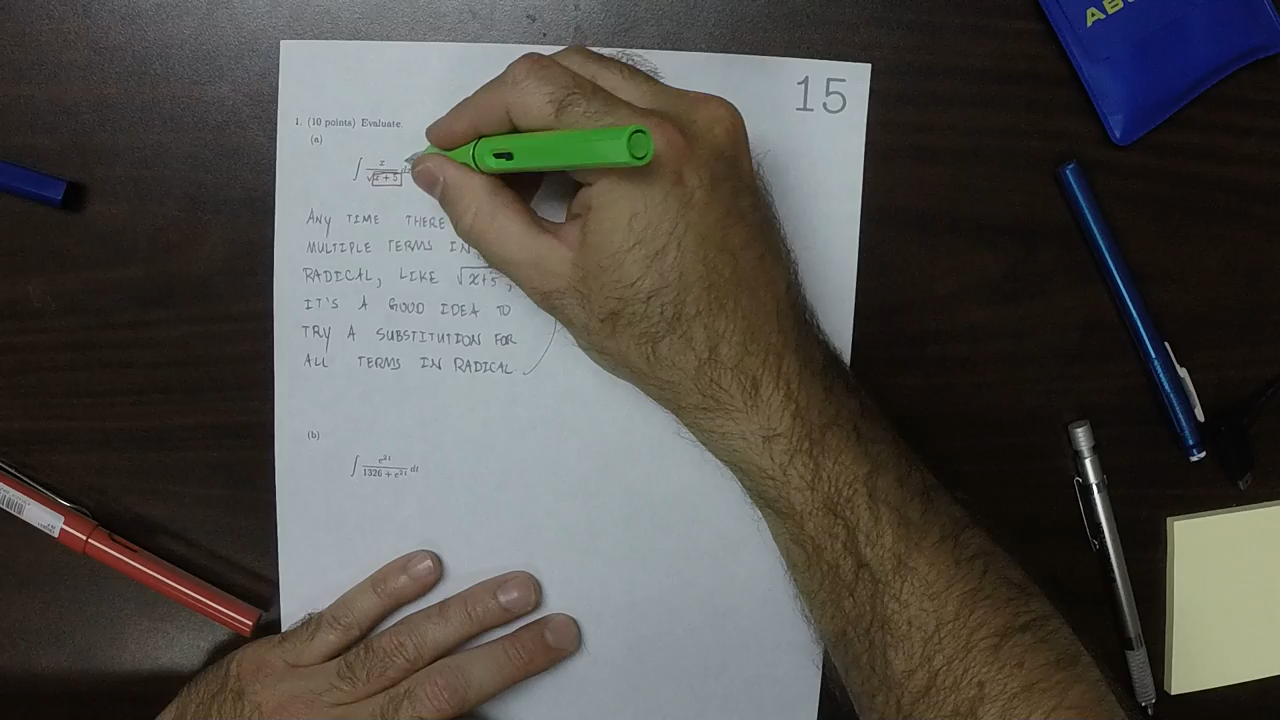 15
1. (10 points) Evaluate.
(a)
∫ x/√(x + 5) dx
ANY TIME THERE
MULTIPLE TERMS IN
RADICAL, LIKE √x+5,
IT'S A GOOD IDEA TO
TRY A SUBSTITUTION FOR
ALL TERMS IN RADICAL.
(b)
∫ e^{2t}/(1326 + e^{2t}) dt